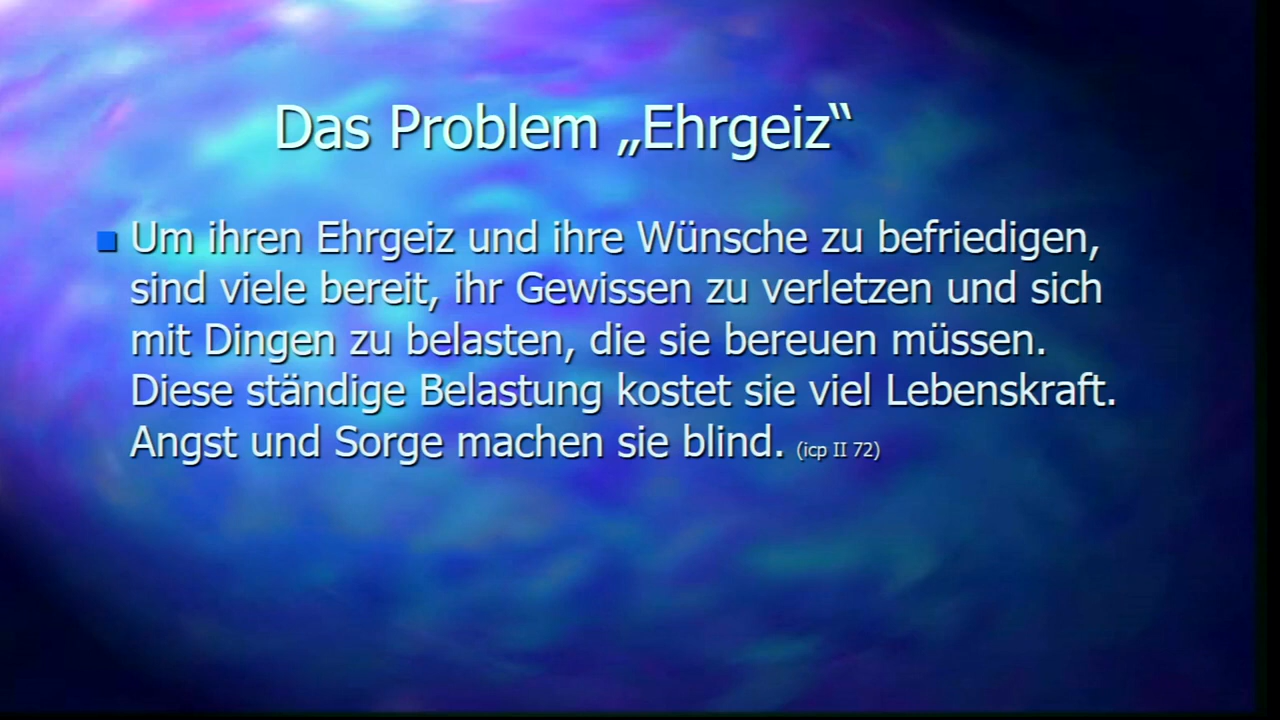 Das Problem „Ehrgeiz“
Um ihren Ehrgeiz und ihre Wünsche zu befriedigen,
sind viele bereit, ihr Gewissen zu verletzen und sich
mit Dingen zu belasten, die sie bereuen müssen.
Diese ständige Belastung kostet sie viel Lebenskraft.
Angst und Sorge machen sie blind. (icp II 72)